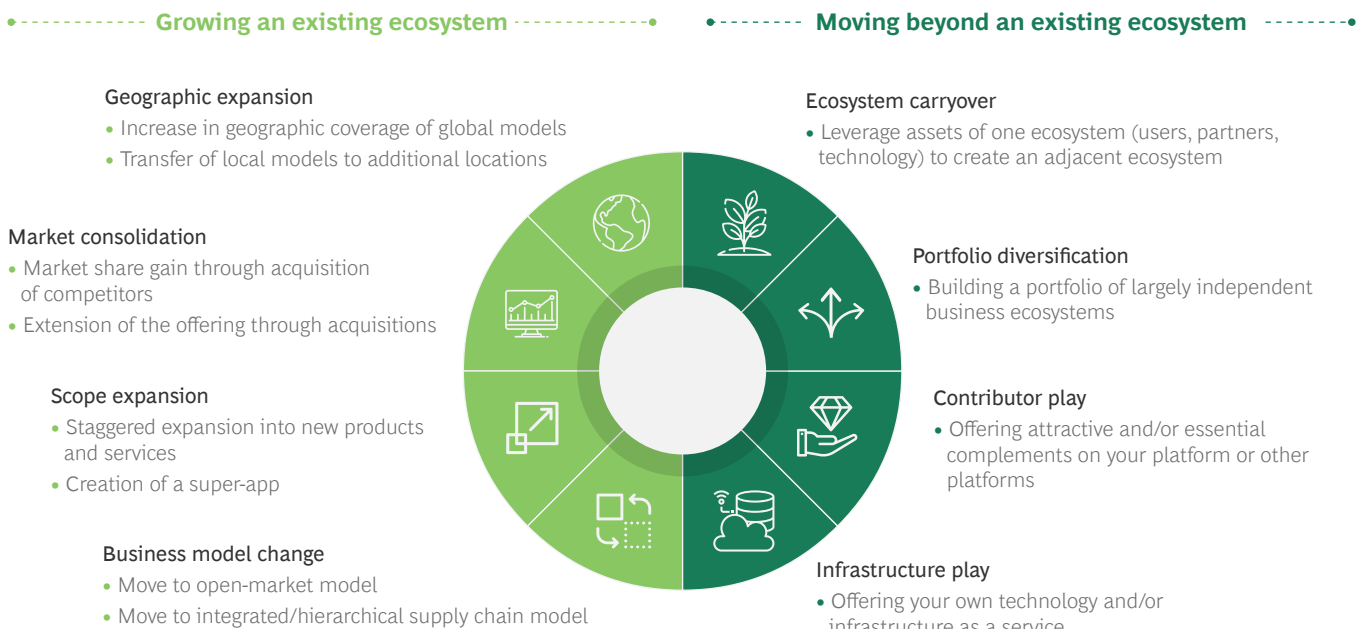 Growing an existing ecosystem
Geographic expansion
• Increase in geographic coverage of global models
• Transfer of local models to additional locations
Market consolidation
• Market share gain through acquisition
of competitors
• Extension of the offering through acquisitions
Scope expansion
• Staggered expansion into new products
and services
• Creation of a super-app
Business model change
• Move to open-market model
• Move to integrated/hierarchical supply chain model
Moving beyond an existing ecosystem
Ecosystem carryover
• Leverage assets of one ecosystem (users, partners,
technology) to create an adjacent ecosystem
Portfolio diversification
• Building a portfolio of largely independent
business ecosystems
Contributor play
• Offering attractive and/or essential
complements on your platform or other
platforms
Infrastructure play
• Offering your own technology and/or
infrastructure as a service